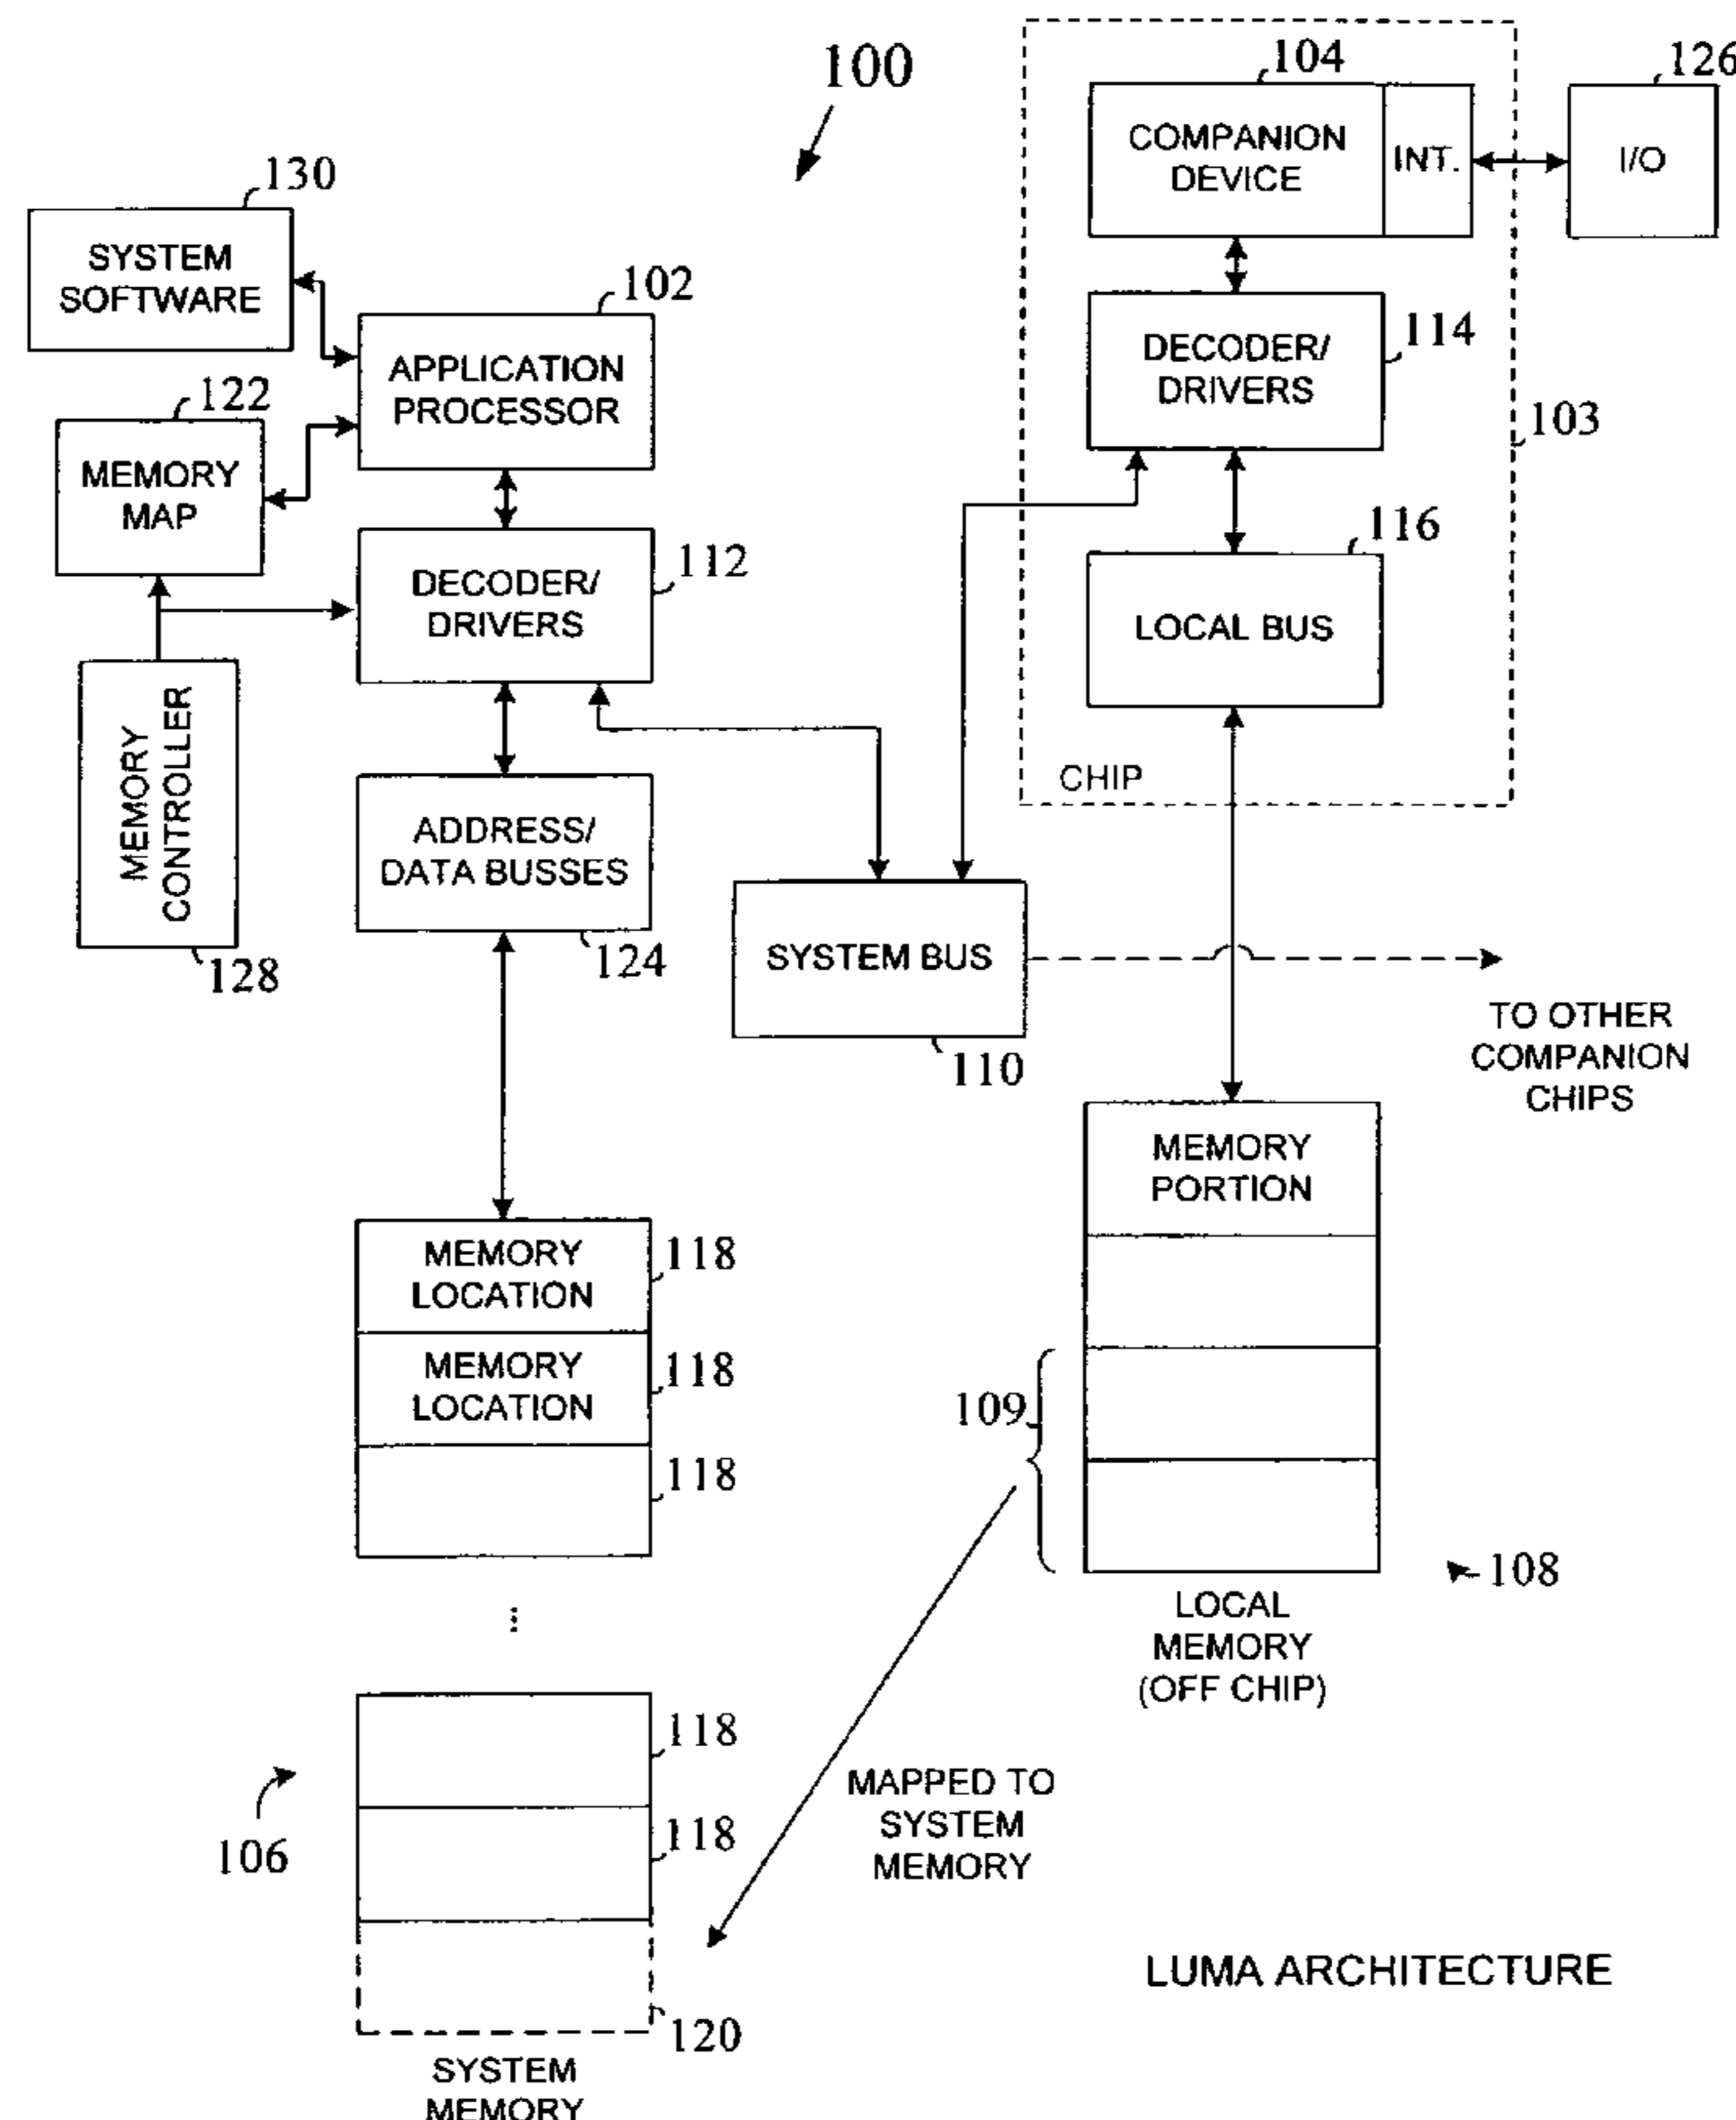 100
104
126
COMPANION
DEVICE
INT.
I/O
130
SYSTEM
SOFTWARE
102
APPLICATION
PROCESSOR
114
DECODER/
DRIVERS
103
122
MEMORY
MAP
112
DECODER/
DRIVERS
116
LOCAL BUS
CHIP
MEMORY
CONTROLLER
128
ADDRESS/
DATA BUSSES
124
SYSTEM BUS
110
TO OTHER
COMPANION
CHIPS
MEMORY
PORTION
MEMORY
LOCATION
118
MEMORY
LOCATION
118
118
109
108
LOCAL
MEMORY
(OFF CHIP)
...
118
118
106
MAPPED TO
SYSTEM
MEMORY
120
SYSTEM
MEMORY
LUMA ARCHITECTURE